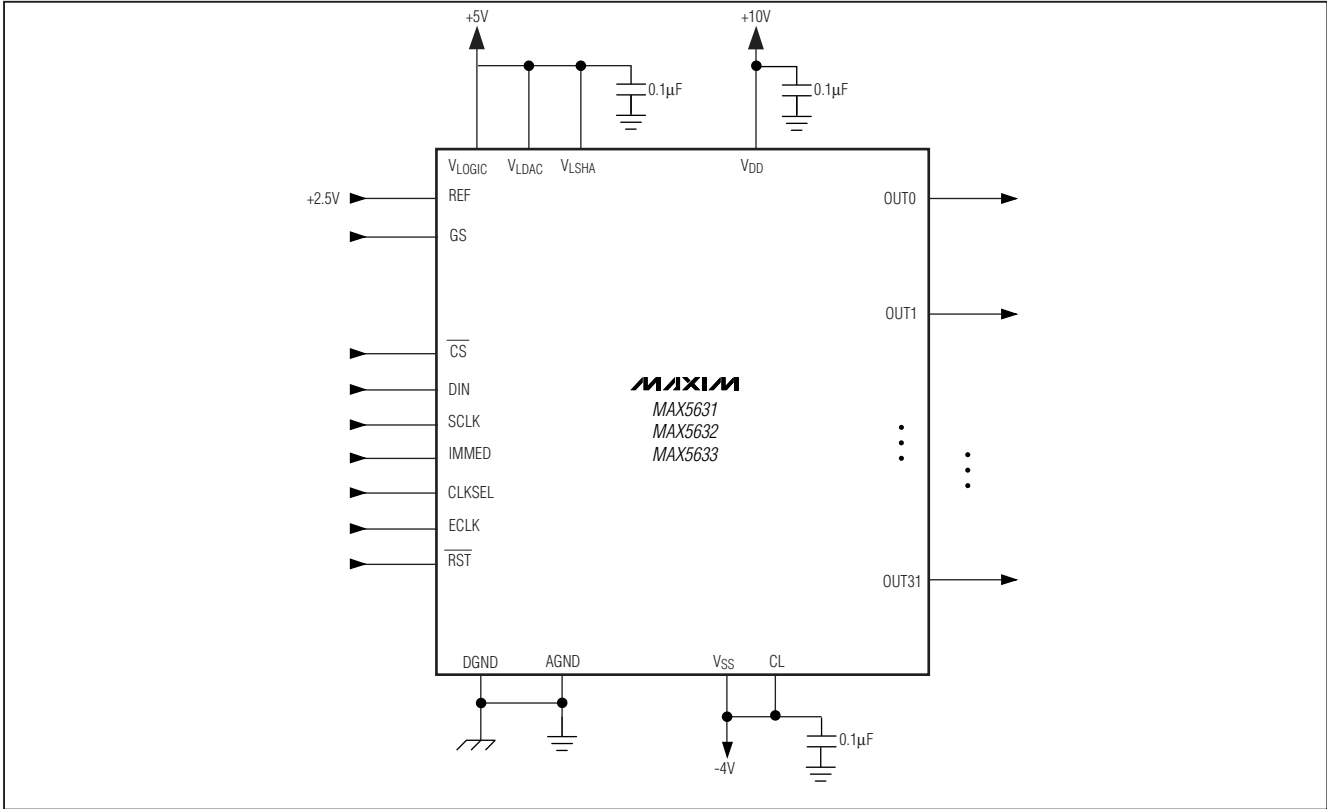 +5V
+10V
0.1µF
0.1µF
VLOGIC
VLDAC
VLSHA
VDD
+2.5V
REF
OUT0
GS
OUT1
CS
DIN
SCLK
IMMED
CLKSEL
ECLK
RST
MAXIM
MAX5631
MAX5632
MAX5633
OUT31
DGND
AGND
VSS
CL
0.1µF
-4V